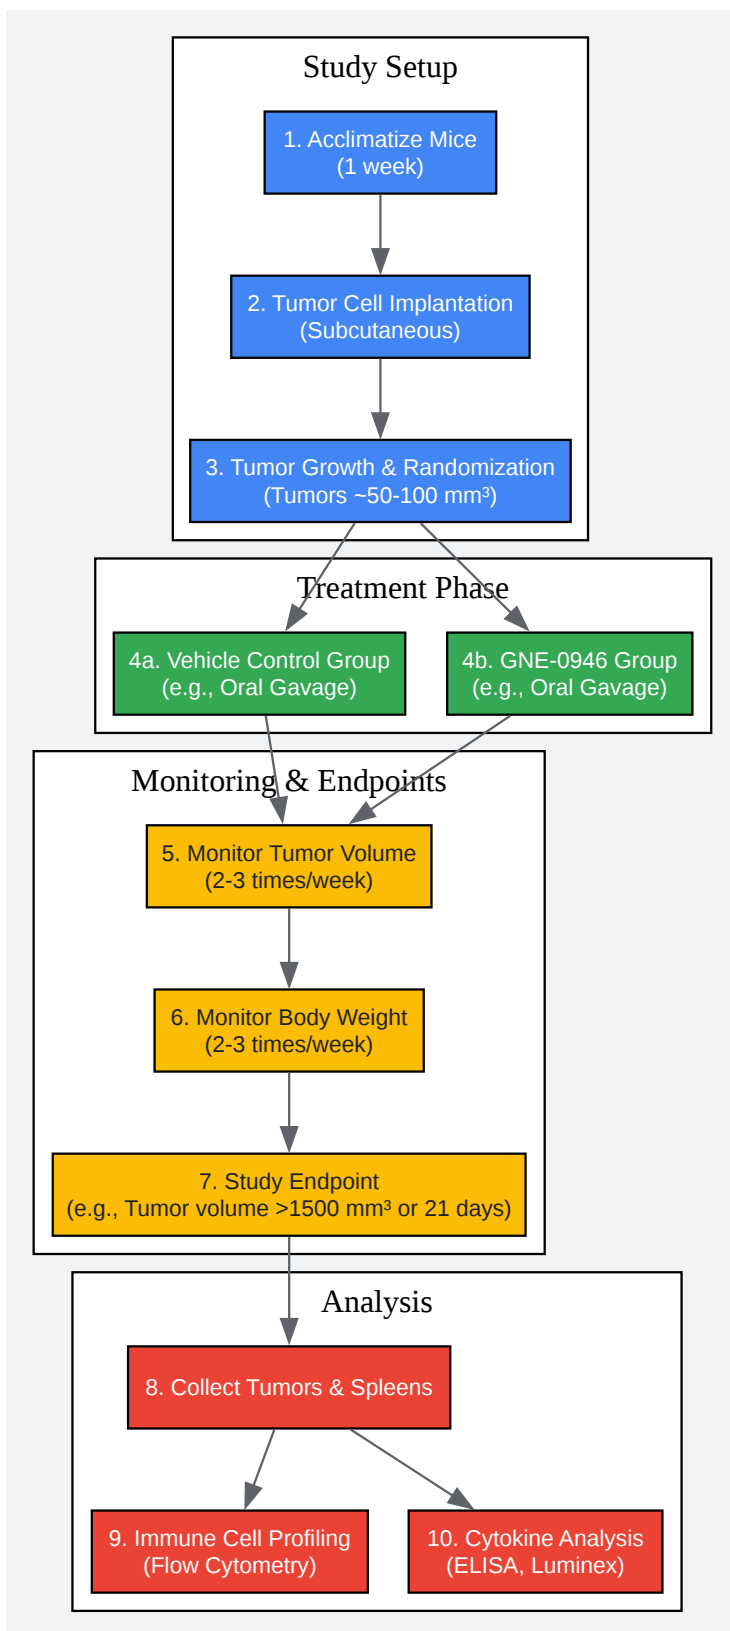 Study Setup
1. Acclimatize Mice
(1 week)
2. Tumor Cell Implantation
(Subcutaneous)
3. Tumor Growth & Randomization
(Tumors ~50-100 mm³)
Treatment Phase
4a. Vehicle Control Group
(e.g., Oral Gavage)
4b. GNE-0946 Group
(e.g., Oral Gavage)
Monitoring & Endpoints
5. Monitor Tumor Volume
(2-3 times/week)
6. Monitor Body Weight
(2-3 times/week)
7. Study Endpoint
(e.g., Tumor volume >1500 mm³ or 21 days)
Analysis
8. Collect Tumors & Spleens
9. Immune Cell Profiling
(Flow Cytometry)
10. Cytokine Analysis
(ELISA, Luminex)